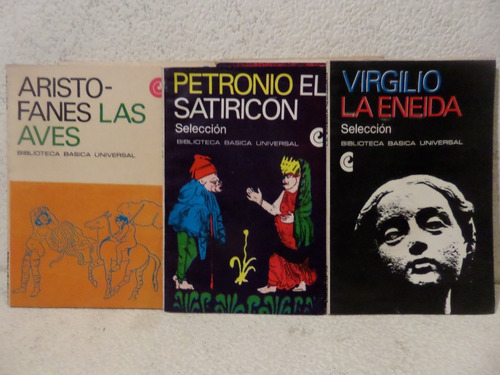 ARISTO-
FANES LAS
AVES
BIBLIOTECA BASICA UNIVERSAL
PETRONIO EL
SATIRICON
Selección
BIBLIOTECA BASICA UNIVERSAL
VIRGILIO
LA ENEIDA
Selección
BIBLIOTECA BASICA UNIVERSAL